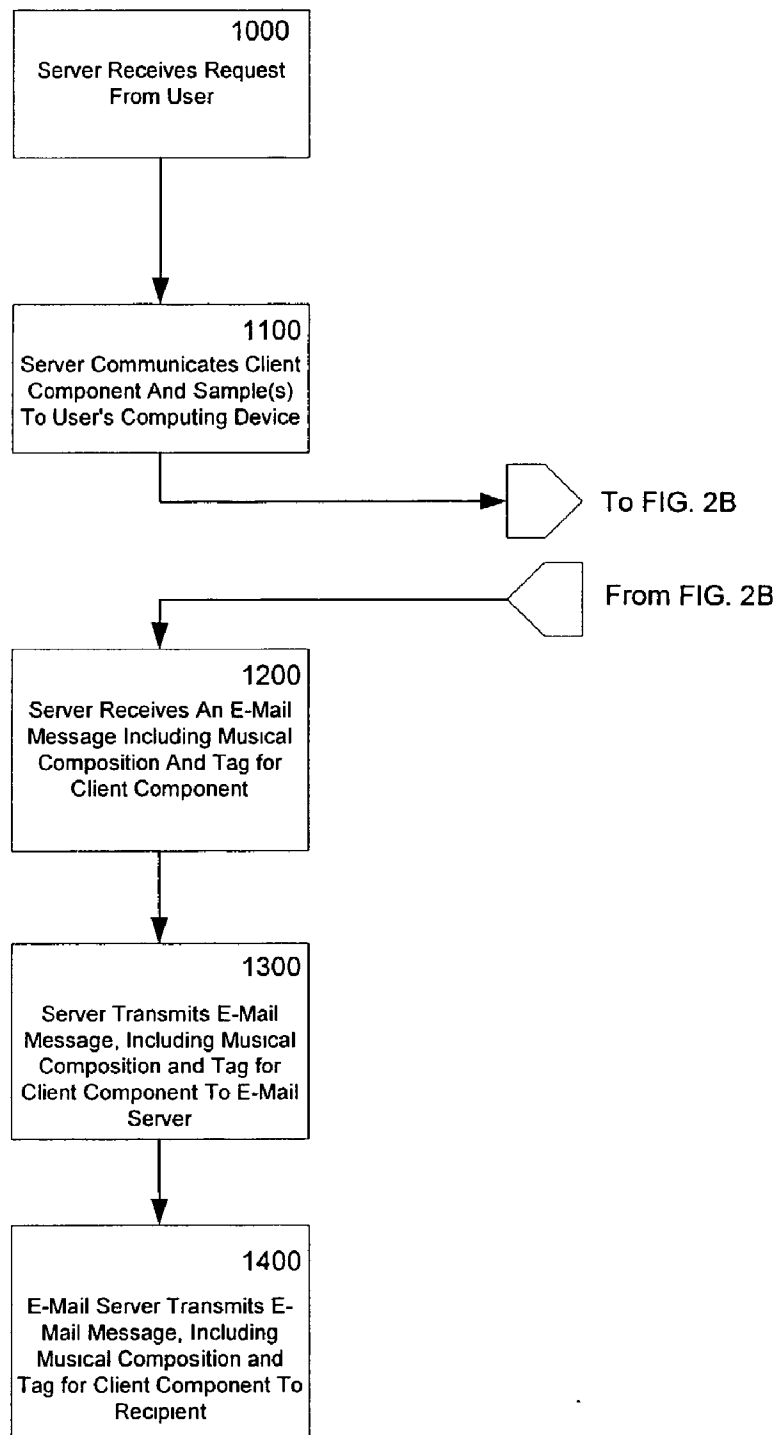 1000
Server Receives Request
From User
1100
Server Communicates Client
Component And Sample(s)
To User's Computing Device
To FIG. 2B
From FIG. 2B
1200
Server Receives An E-Mail
Message Including Musical
Composition And Tag for
Client Component
1300
Server Transmits E-Mail
Message, Including Musical
Composition and Tag for
Client Component To E-Mail
Server
1400
E-Mail Server Transmits E-
Mail Message, Including
Musical Composition and
Tag for Client Component To
Recipient